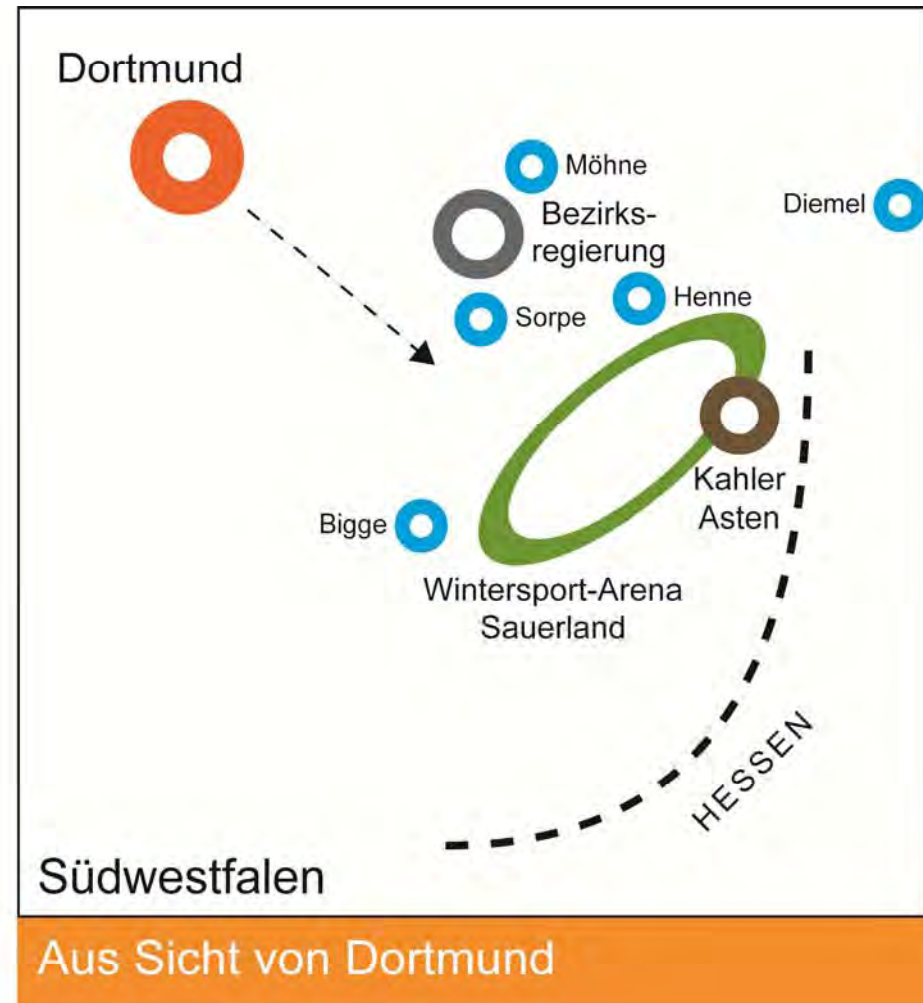 Dortmund
Möhne
Bezirks-
regierung
Diemel
Henne
Sorpe
Kahler
Asten
Bigge
Wintersport-Arena
Sauerland
HESSEN
Südwestfalen
Aus Sicht von Dortmund